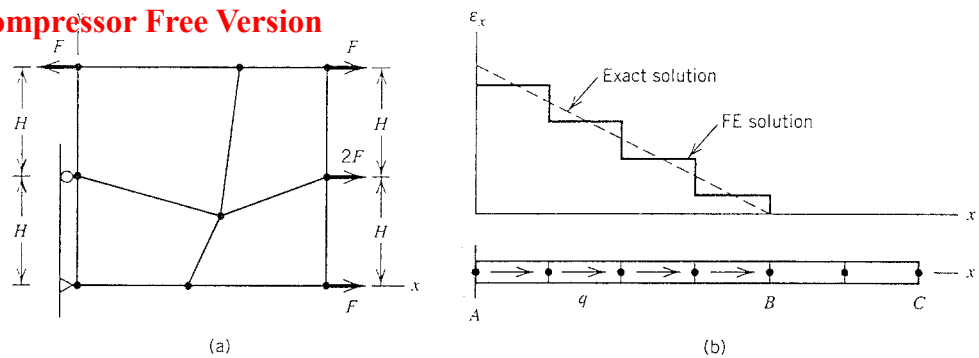 ompressor Free Version
y
F
F
H
H
2F
H
H
F
x
(a)
εx
Exact solution
FE solution
x
q
A
B
C
x
(b)